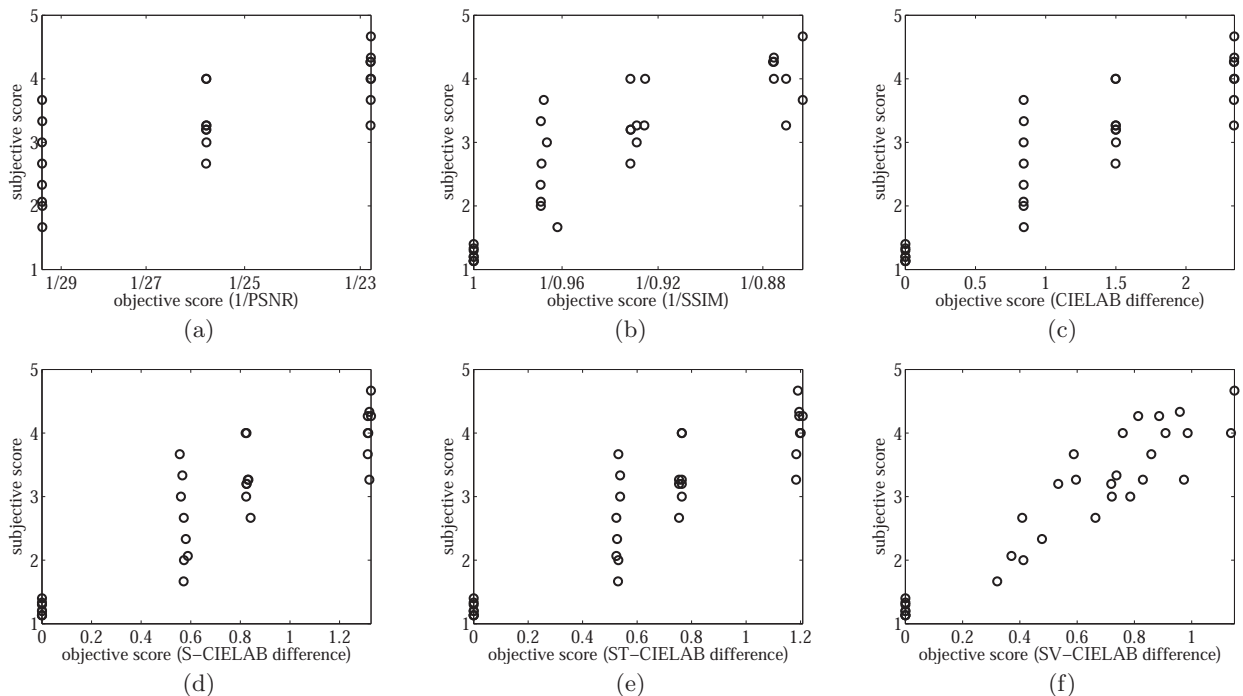 5
4
3
2
1
subjective score
1/29 1/27 1/25 1/23
objective score (1/PSNR)
(a)
5
4
3
2
1
subjective score
1 1/0.96 1/0.92 1/0.88
objective score (1/SSIM)
(b)
5
4
3
2
1
subjective score
0 0.5 1 1.5 2
objective score (CIELAB difference)
(c)
5
4
3
2
1
subjective score
0 0.2 0.4 0.6 0.8 1 1.2
objective score (S−CIELAB difference)
(d)
5
4
3
2
1
subjective score
0 0.2 0.4 0.6 0.8 1 1.2
objective score (ST−CIELAB difference)
(e)
5
4
3
2
1
subjective score
0 0.2 0.4 0.6 0.8 1
objective score (SV−CIELAB difference)
(f)